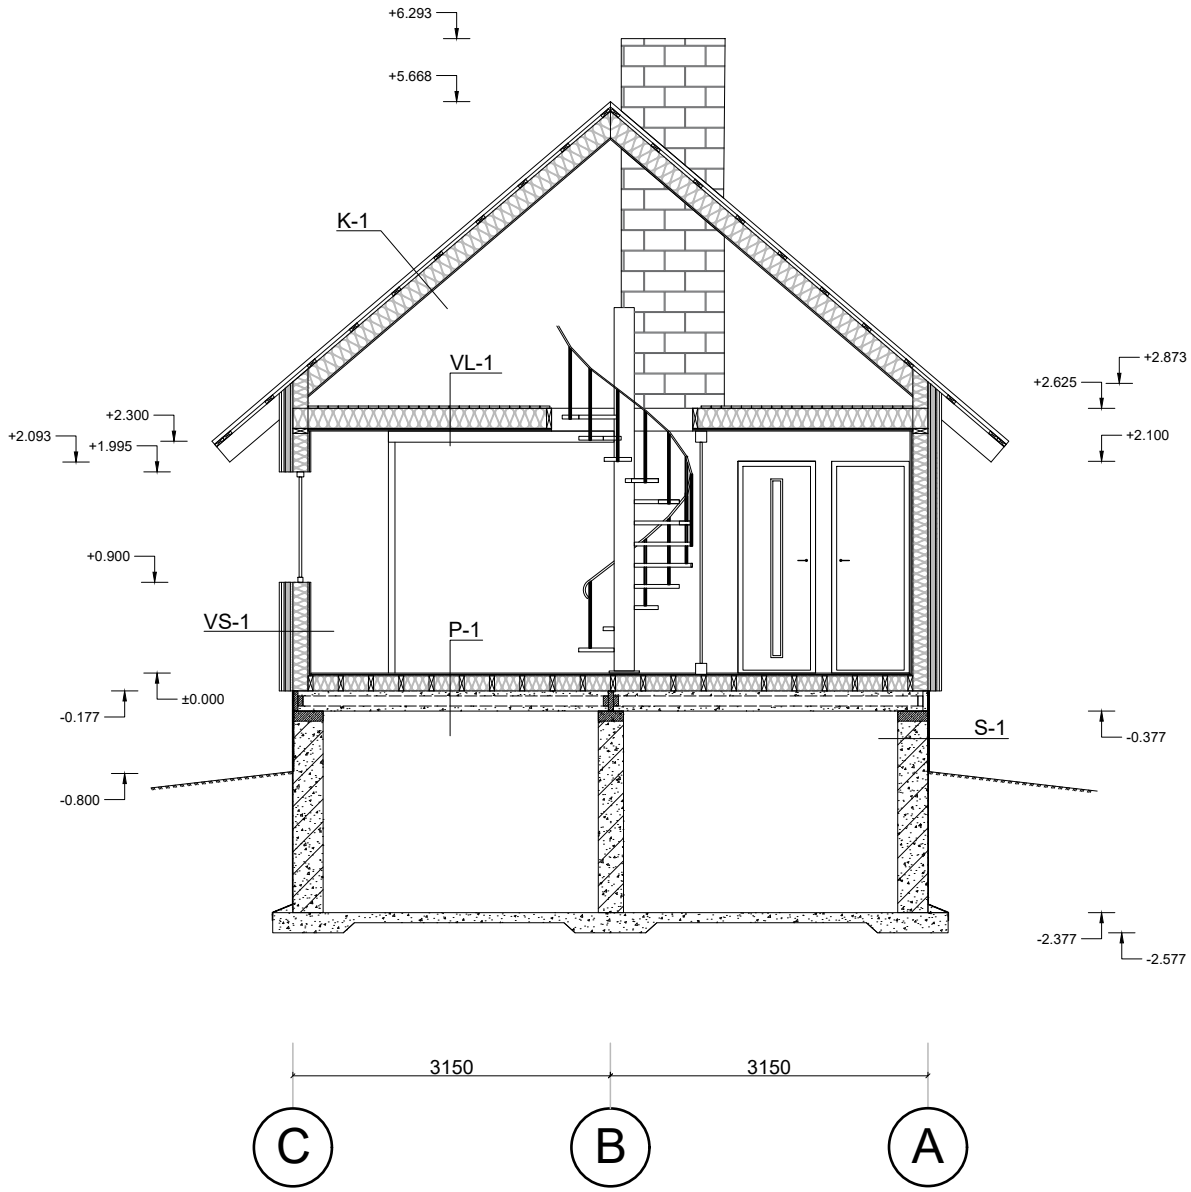 +6.293
+5.668
K-1
VL-1
+2.873
+2.625
+2.300
+2.093
+1.995
+2.100
+0.900
VS-1
P-1
±0.000
-0.177
S-1
-0.377
-0.800
-2.377
-2.577
3150
3150
C
B
A